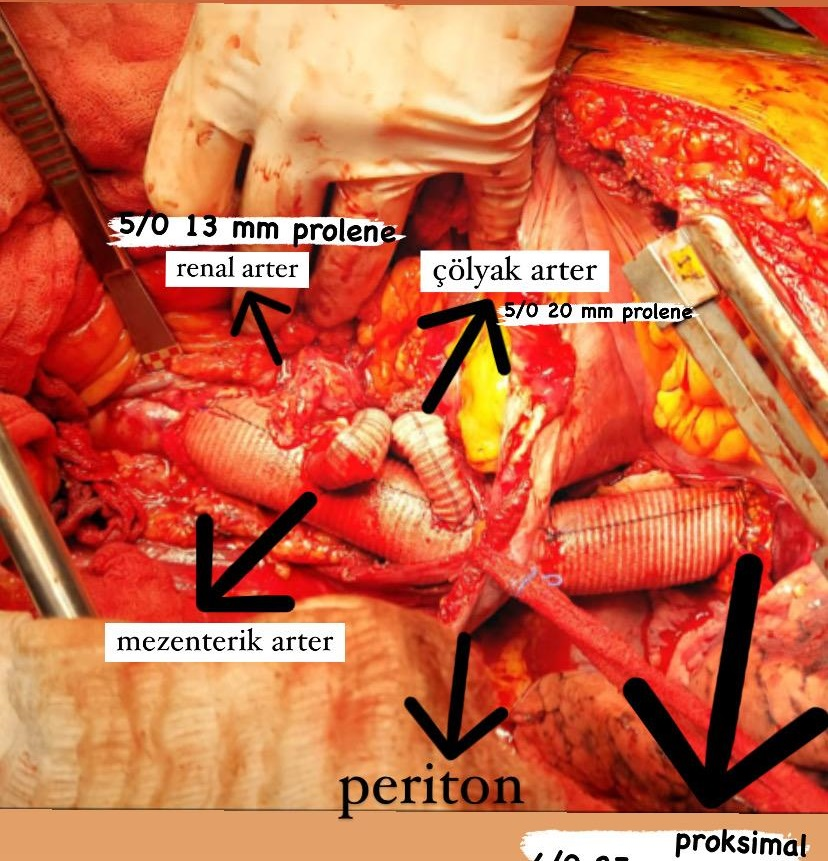 5/0 13 mm prolene
renal arter
çölyak arter
5/0 20 mm prolene
mezenterik arter
periton
proksimal